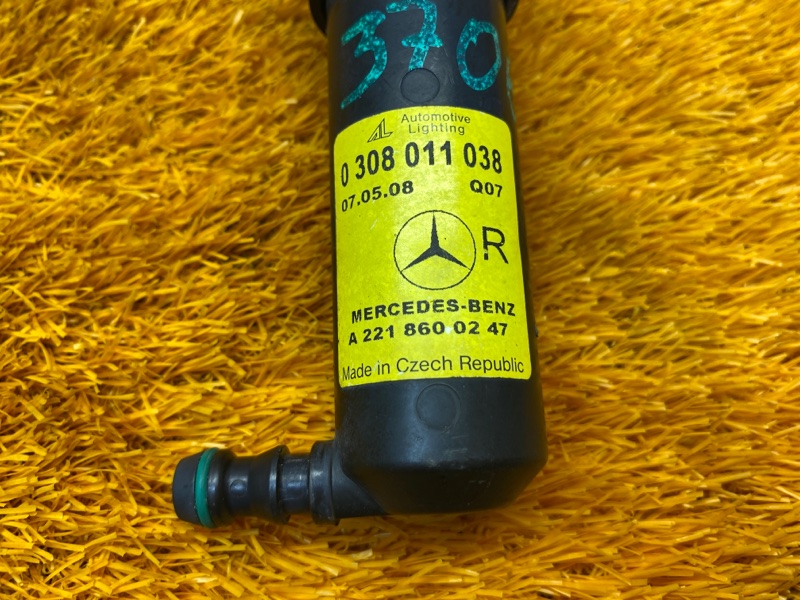 370
AL Automotive
Lighting
0 308 011 038
07.05.08 Q07
R
MERCEDES-BENZ
A 221 860 02 47
Made in Czech Republic